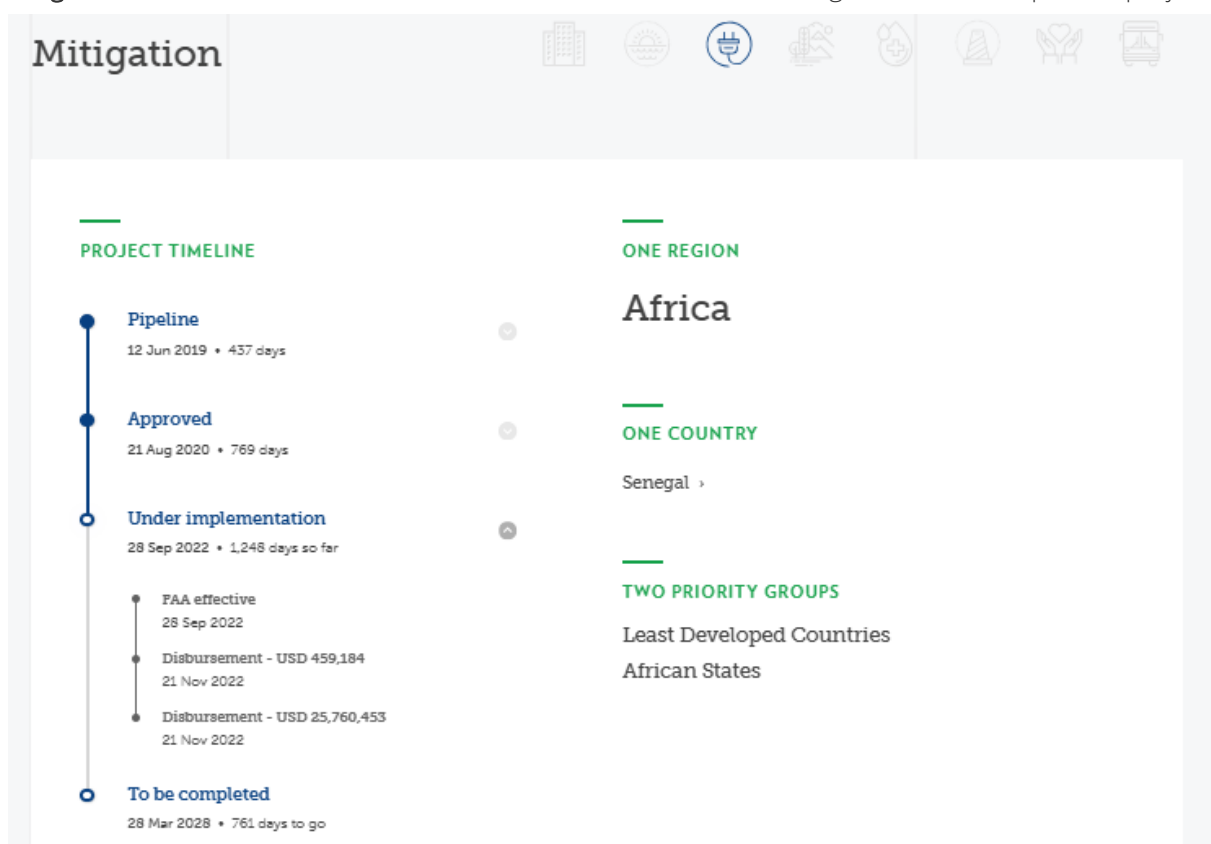 Mitigation
PROJECT TIMELINE
Pipeline
12 Jun 2019 • 437 days
Approved
21 Aug 2020 • 769 days
Under implementation
28 Sep 2022 • 1,248 days so far
FAA effective
28 Sep 2022
Disbursement - USD 459,184
21 Nov 2022
Disbursement - USD 25,760,453
21 Nov 2022
To be completed
28 Mar 2028 • 761 days to go
ONE REGION
Africa
ONE COUNTRY
Senegal ›
TWO PRIORITY GROUPS
Least Developed Countries
African States